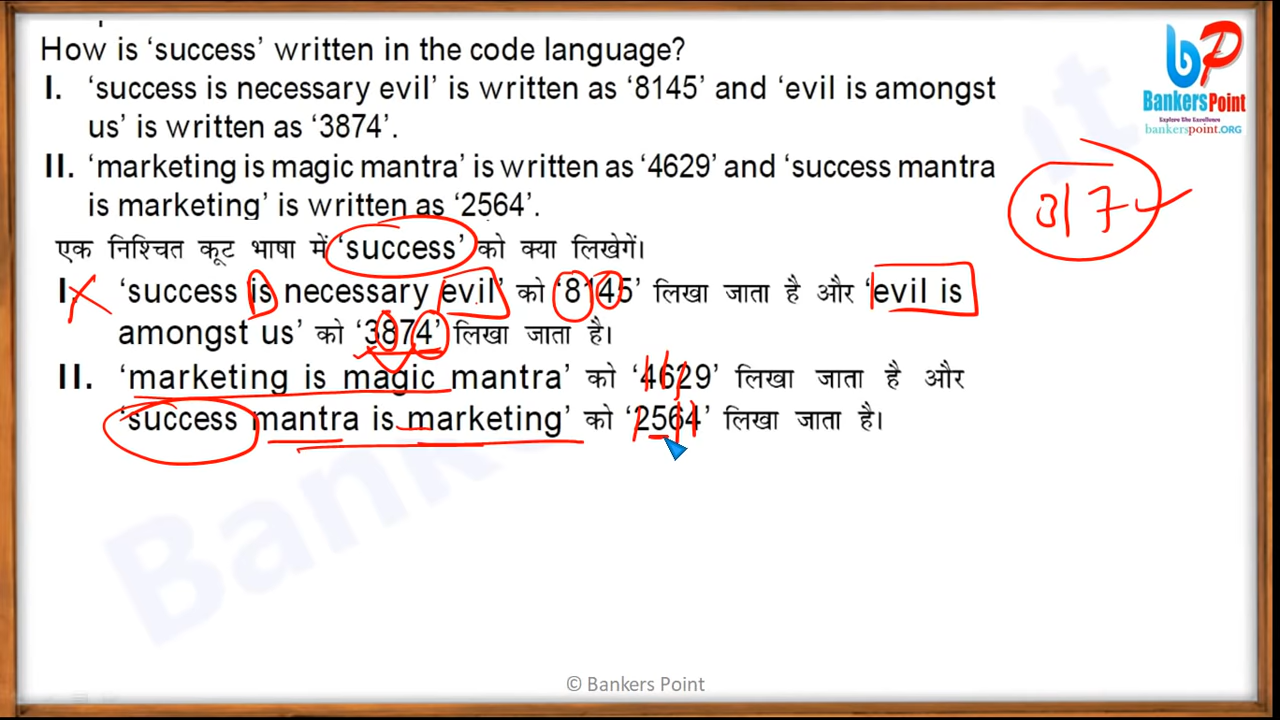 How is ‘success’ written in the code language?
I. ‘success is necessary evil’ is written as ‘8145’ and ‘evil is amongst
us’ is written as ‘3874’.
II. ‘marketing is magic mantra’ is written as ‘4629’ and ‘success mantra
is marketing’ is written as ‘2564’.
एक निश्चित कूट भाषा में ‘success’ को क्या लिखेगें।
I. ‘success is necessary evil’ को ‘8145’ लिखा जाता है और ‘evil is
amongst us’ को ‘3874’ लिखा जाता है।
II. ‘marketing is magic mantra’ को ‘4629’ लिखा जाता है और
‘success mantra is marketing’ को ‘2564’ लिखा जाता है।
BankersPoint
Explore The Excellence
bankerspoint.ORG
© Bankers Point